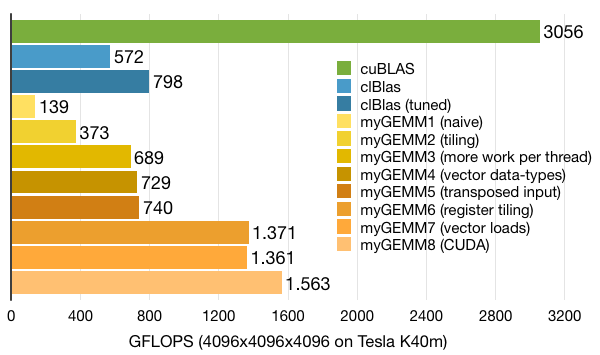 3056
572
798
139
373
689
729
740
1.371
1.361
1.563
cuBLAS
clBlas
clBlas (tuned)
myGEMM1 (naive)
myGEMM2 (tiling)
myGEMM3 (more work per thread)
myGEMM4 (vector data-types)
myGEMM5 (transposed input)
myGEMM6 (register tiling)
myGEMM7 (vector loads)
myGEMM8 (CUDA)
0 400 800 1200 1600 2000 2400 2800 3200
GFLOPS (4096x4096x4096 on Tesla K40m)